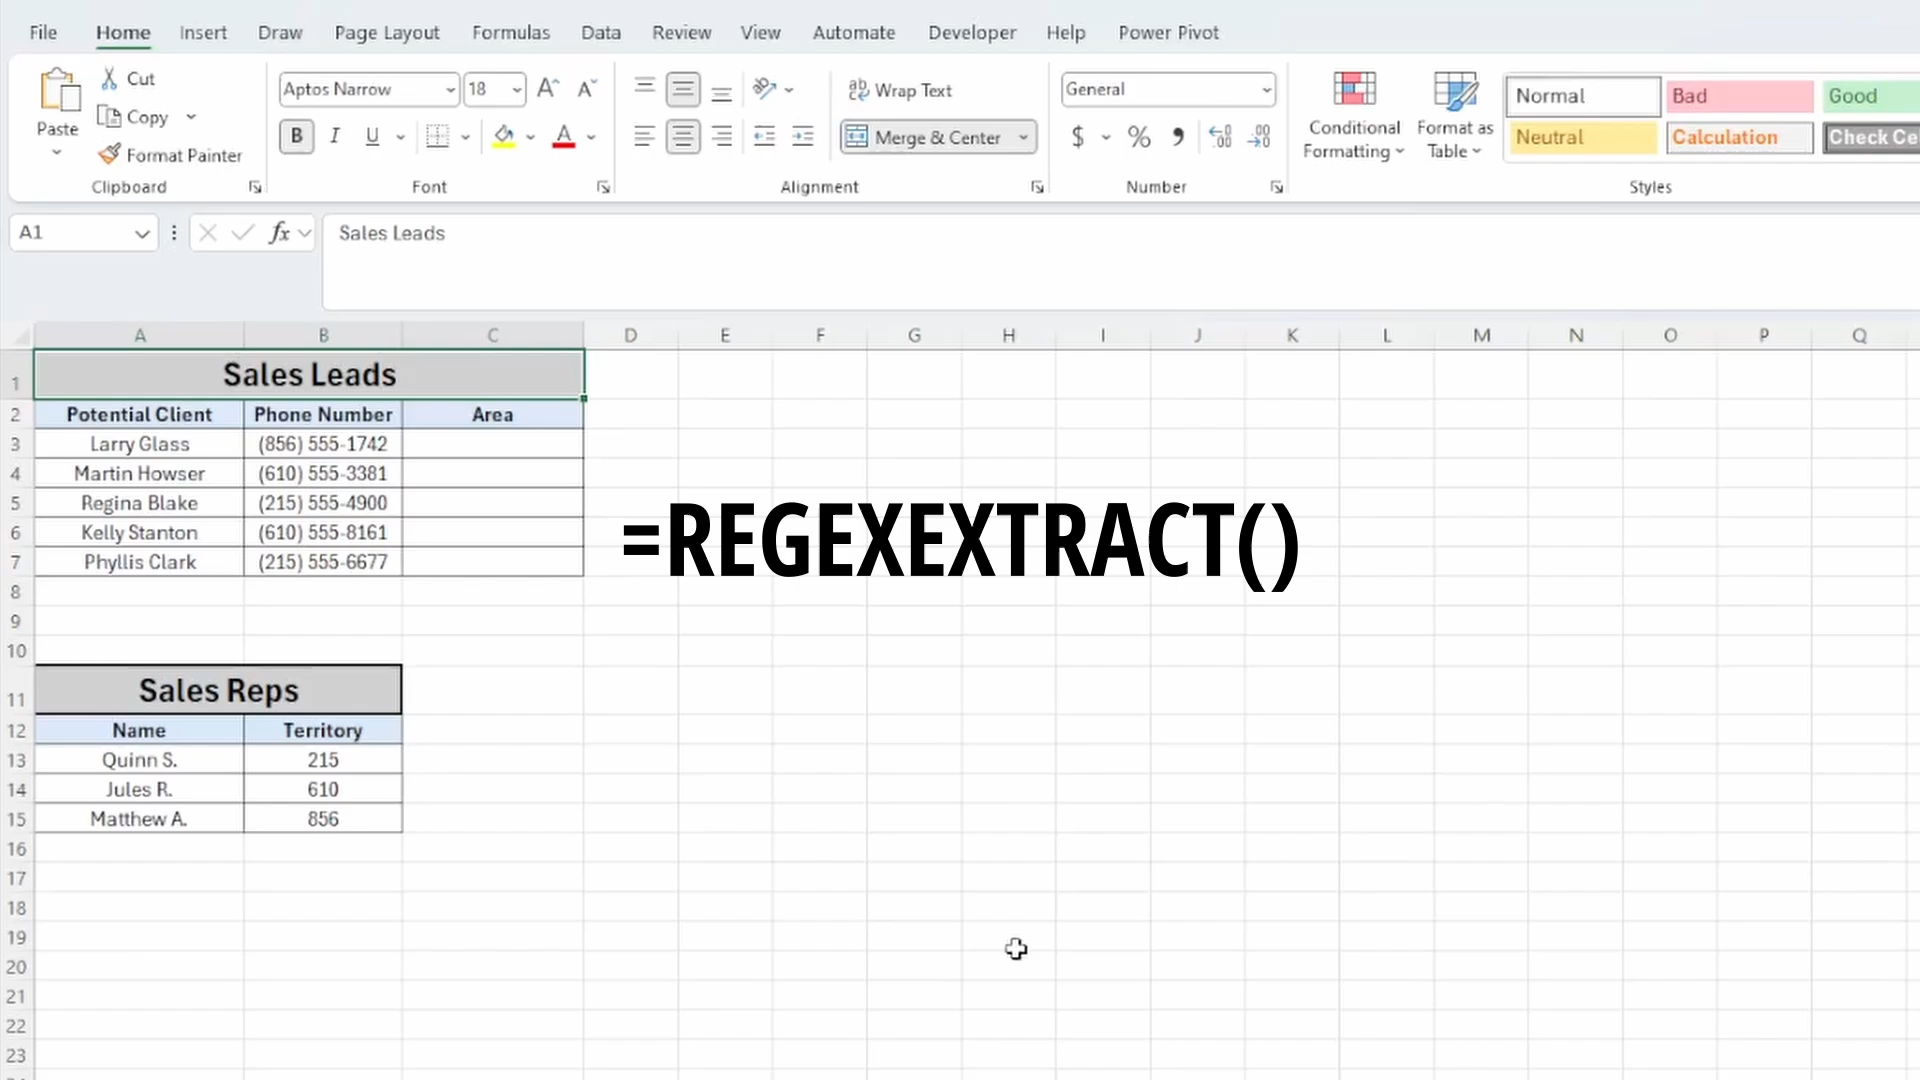 File Home Insert Draw Page Layout Formulas Data Review View Automate Developer Help Power Pivot
Paste
Cut
Copy
Format Painter
Clipboard
Aptos Narrow 18 A A
B I U A
Font
ab Wrap Text
Merge & Center
Alignment
General
$ % 9 .00 .00
Number
Conditional Formatting
Format as Table
Normal Bad Good
Neutral Calculation Check Ce
Styles
A1 fx Sales Leads
A B C D E F G H I J K L M N O P Q
1 Sales Leads
2 Potential Client Phone Number Area
3 Larry Glass (856) 555-1742
4 Martin Howser (610) 555-3381
5 Regina Blake (215) 555-4900
6 Kelly Stanton (610) 555-8161
7 Phyllis Clark (215) 555-6677
=REGEXEXTRACT()
8
9
10
11 Sales Reps
12 Name Territory
13 Quinn S. 215
14 Jules R. 610
15 Matthew A. 856
16
17
18
19
20
21
22
23